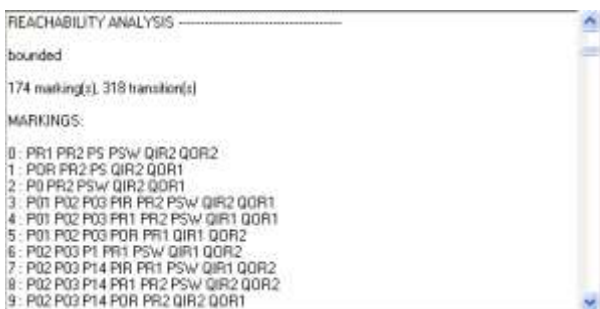 REACHABILITY ANALYSIS ------------------------------------
bounded
174 marking(s), 318 transition(s)
MARKINGS:
0 : PR1 PR2 PS PSW QIR2 QOR2
1 : POR PR2 PS QIR2 QOR1
2 : P0 PR2 PSW QIR2 QOR1
3 : P01 P02 P03 PIR PR2 PSW QIR2 QOR1
4 : P01 P02 P03 PR1 PR2 PSW QIR1 QOR1
5 : P01 P02 P03 POR PR1 QIR1 QOR2
6 : P02 P03 P1 PR1 PSW QIR1 QOR2
7 : P02 P03 P14 PIR PR1 PSW QIR1 QOR2
8 : P02 P03 P14 PR1 PR2 PSW QIR2 QOR2
9 : P02 P03 P14 POR PR2 QIR2 QOR1